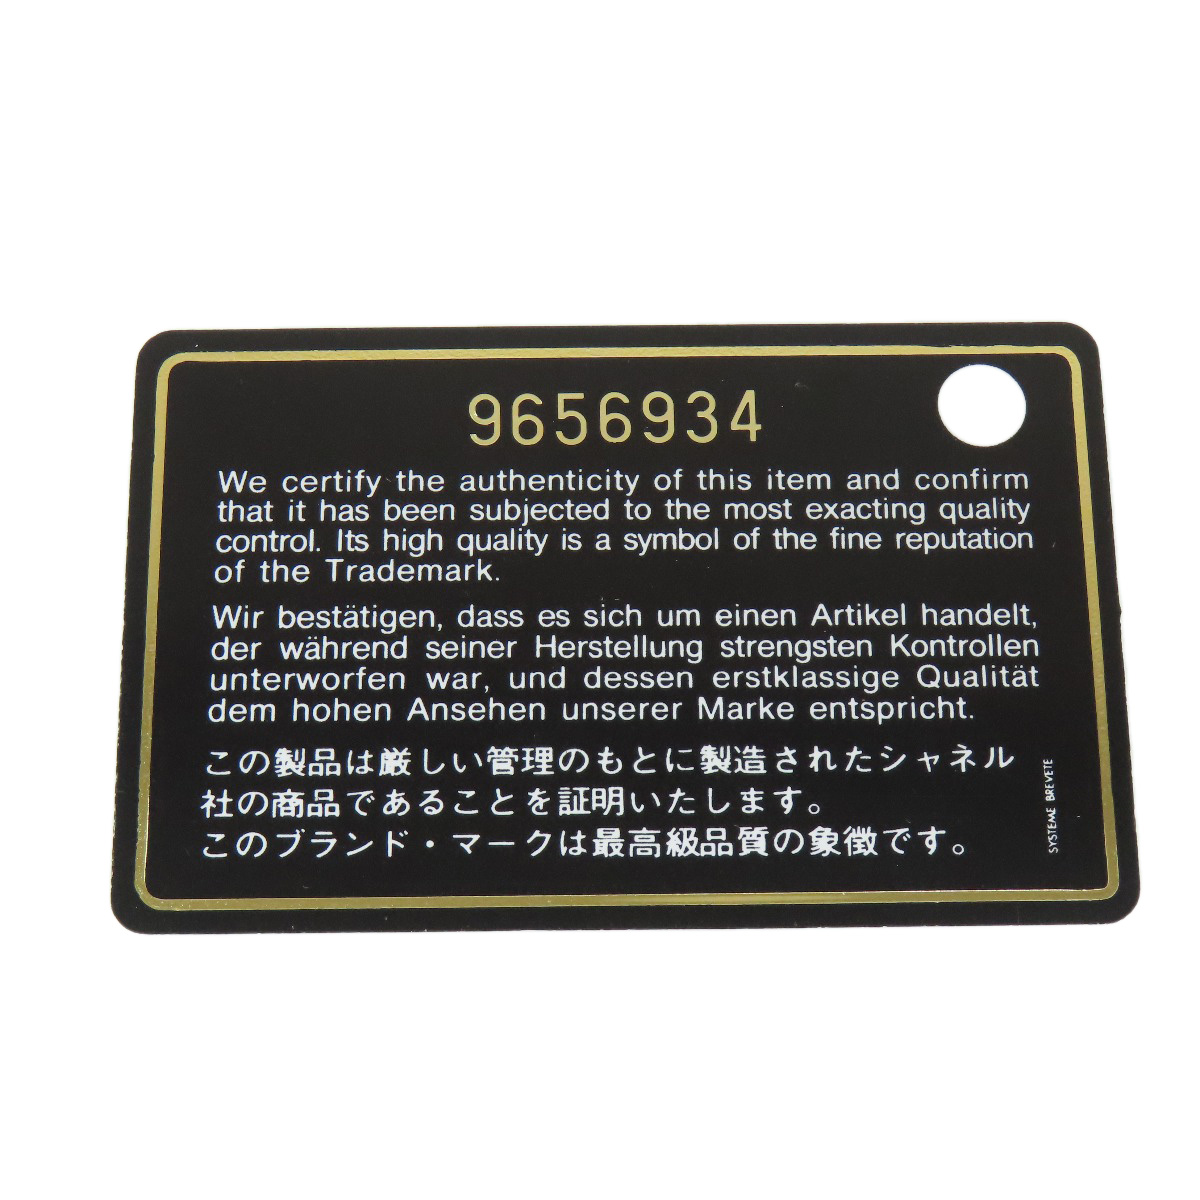 9656934
We certify the authenticity of this item and confirm
that it has been subjected to the most exacting quality
control. Its high quality is a symbol of the fine reputation
of the Trademark.
Wir bestätigen, dass es sich um einen Artikel handelt,
der während seiner Herstellung strengsten Kontrollen
unterworfen war, und dessen erstklassige Qualität
dem hohen Ansehen unserer Marke entspricht.
この製品は厳しい管理のもとに製造されたシャネル
社の商品であることを証明いたします。
このブランド・マークは最高級品質の象徴です。
SYSTEME BREVETE